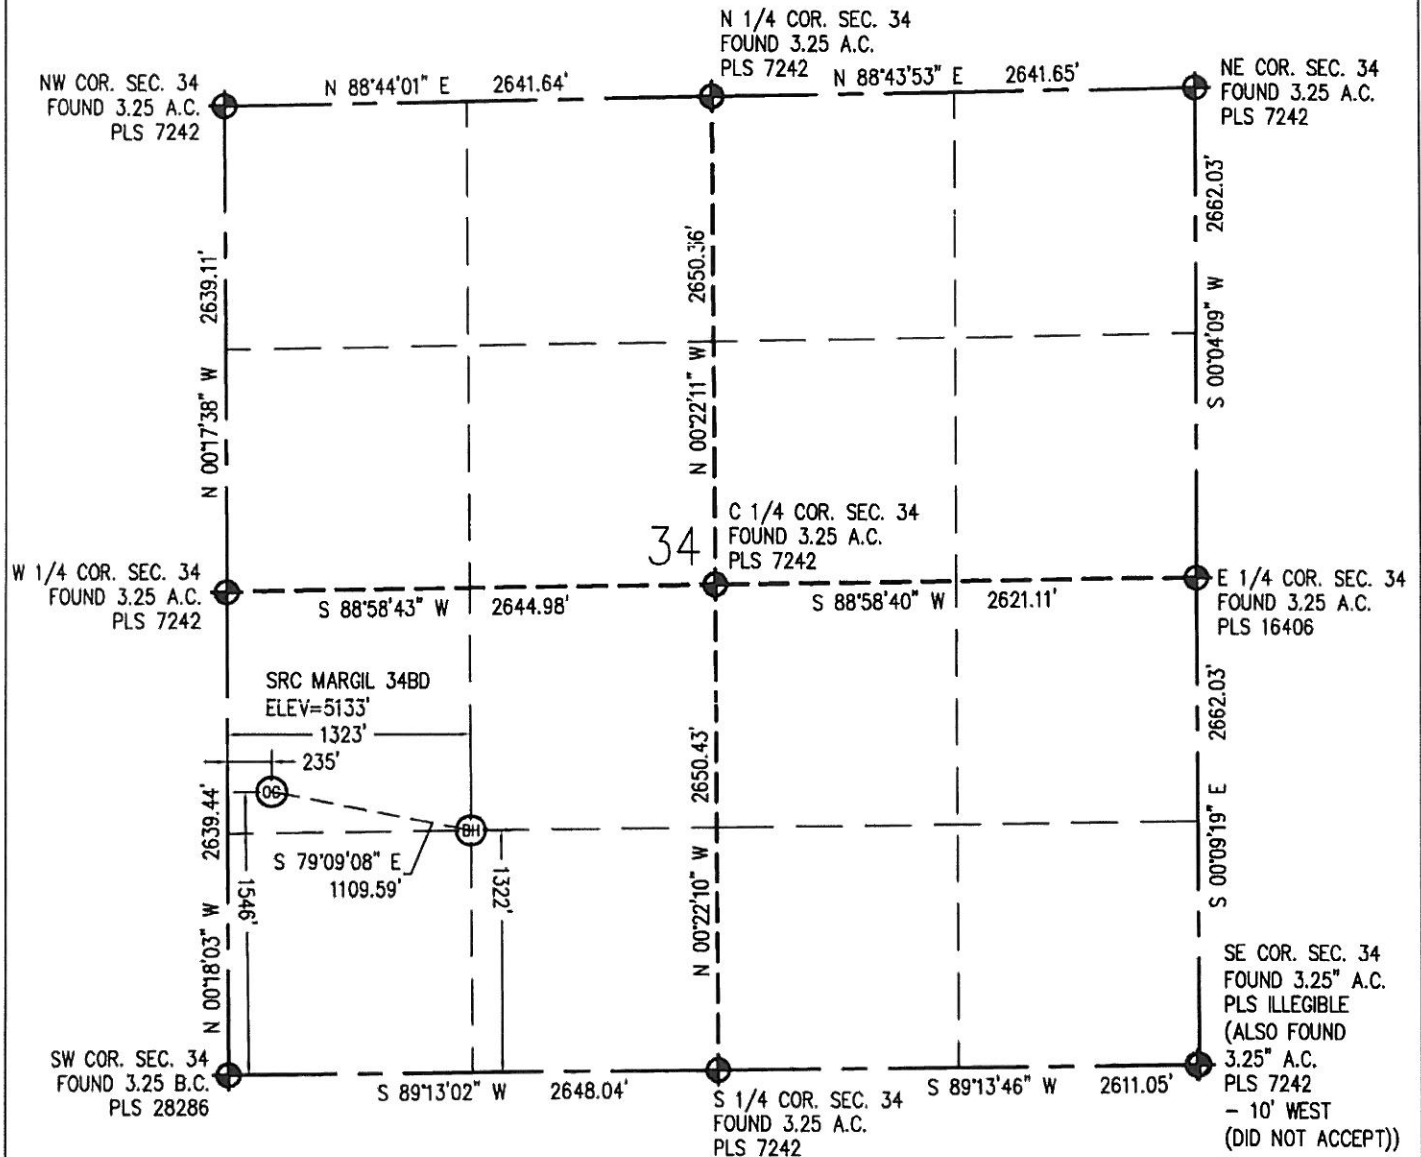 N 1/4 COR. SEC. 34
FOUND 3.25 A.C.
PLS 7242
NW COR. SEC. 34
FOUND 3.25 A.C.
PLS 7242
N 88°44'01" E 2641.64'
N 88°43'53" E 2641.65'
NE COR. SEC. 34
FOUND 3.25 A.C.
PLS 7242
N 00°17'38" W 2639.11'
N 00°22'11" W 2650.36'
S 00°04'09" W 2662.03'
34
C 1/4 COR. SEC. 34
FOUND 3.25 A.C.
PLS 7242
W 1/4 COR. SEC. 34
FOUND 3.25 A.C.
PLS 7242
S 88°58'43" W 2644.98'
S 88°58'40" W 2621.11'
E 1/4 COR. SEC. 34
FOUND 3.25 A.C.
PLS 16406
SRC MARGIL 34BD
ELEV=5133'
1323'
235'
OG
BH
S 79°09'08" E
1109.59'
1546'
1322'
N 00°18'03" W 2639.44'
N 00°22'10" W 2650.43'
S 00°09'19" E 2662.03'
SW COR. SEC. 34
FOUND 3.25 B.C.
PLS 28286
S 89°13'02" W 2648.04'
S 1/4 COR. SEC. 34
FOUND 3.25 A.C.
PLS 7242
S 89°13'46" W 2611.05'
SE COR. SEC. 34
FOUND 3.25" A.C.
PLS ILLEGIBLE
(ALSO FOUND
3.25" A.C.
PLS 7242
- 10' WEST
(DID NOT ACCEPT))